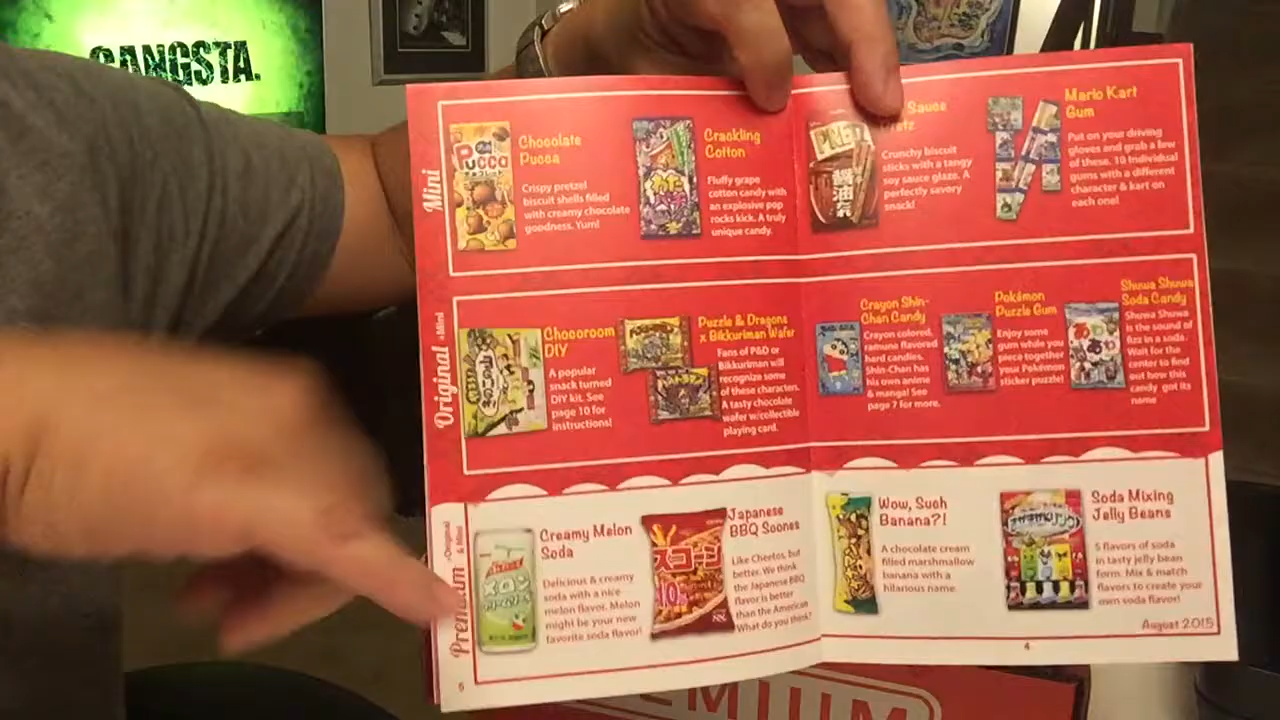 GANGSTA.
Mini
Pucca
Chocolate
Pucca
Crispy pretzel
biscuit shells filled
with creamy chocolate
goodness. Yum!
Crackling
Cotton
Fluffy grape
cotton candy with
an explosive pop
rocks kick. A truly
unique candy.
Sauce
Crunchy biscuit
sticks with a tangy
soy sauce glaze. A
perfectly savory
snack!
Mario Kart
Gum
Put on your driving
gloves and grab a few
of these. 10 Individual
gums with a different
character & kart on
each one!
Original +Mini
Chocoroom
DIY
A popular
snack turned
DIY kit. See
page 10 for
instructions!
Puzzle & Dragons
x Bikkuriman Wafer
Fans of P&D or
Bikkuriman will
recognize some
of these characters.
A tasty chocolate
wafer w/collectible
playing card.
Crayon Shin-
Chan Candy
Crayon colored,
ramune flavored
hard candies.
Shin-Chan has
his own anime
& manga! See
page 7 for more.
Pokémon
Puzzle Gum
Enjoy some
gum while you
piece together
your Pokémon
sticker puzzle!
Shuwa Shuwa
Soda Candy
Shuwa Shuwa
is the sound of
fizz in a soda.
Wait for the
center to find
out how this
candy got its
name
Premium +Original
& Mini
Creamy Melon
Soda
Delicious & creamy
soda with a nice
melon flavor. Melon
might be your new
favorite soda flavor!
スコーン
Japanese
BBQ Scones
Like Cheetos, but
better. We think
the Japanese BBQ
flavor is better
than the American.
What do you think?
Wow, Such
Banana?!
A chocolate cream
filled marshmallow
banana with a
hilarious name.
Soda Mixing
Jelly Beans
5 flavors of soda
in tasty jelly bean
form. Mix & match
flavors to create your
own soda flavor!
August 2015
4